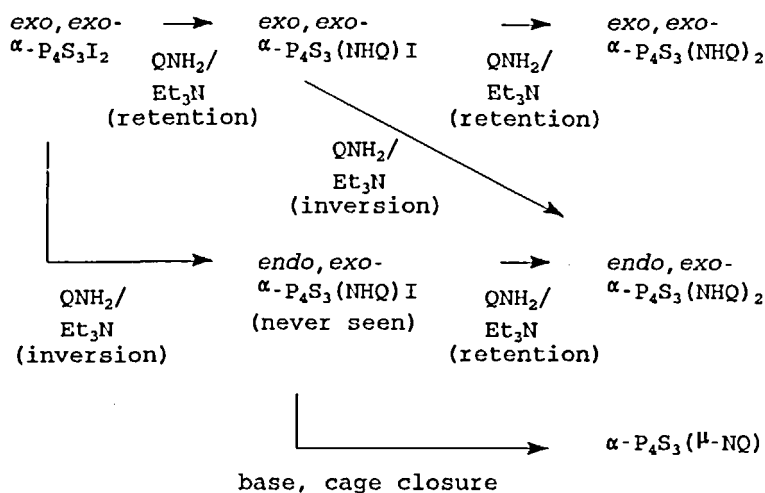 exo,exo- exo,exo- exo,exo-
α-P₄S₃I₂ α-P₄S₃(NHQ)I α-P₄S₃(NHQ)₂
QNH₂/ QNH₂/
Et₃N Et₃N
(retention) (retention)
QNH₂/
Et₃N
(inversion)
endo,exo- endo,exo-
α-P₄S₃(NHQ)I α-P₄S₃(NHQ)₂
QNH₂/ (never seen) QNH₂/
Et₃N Et₃N
(inversion) (retention)
α-P₄S₃(μ-NQ)
base, cage closure